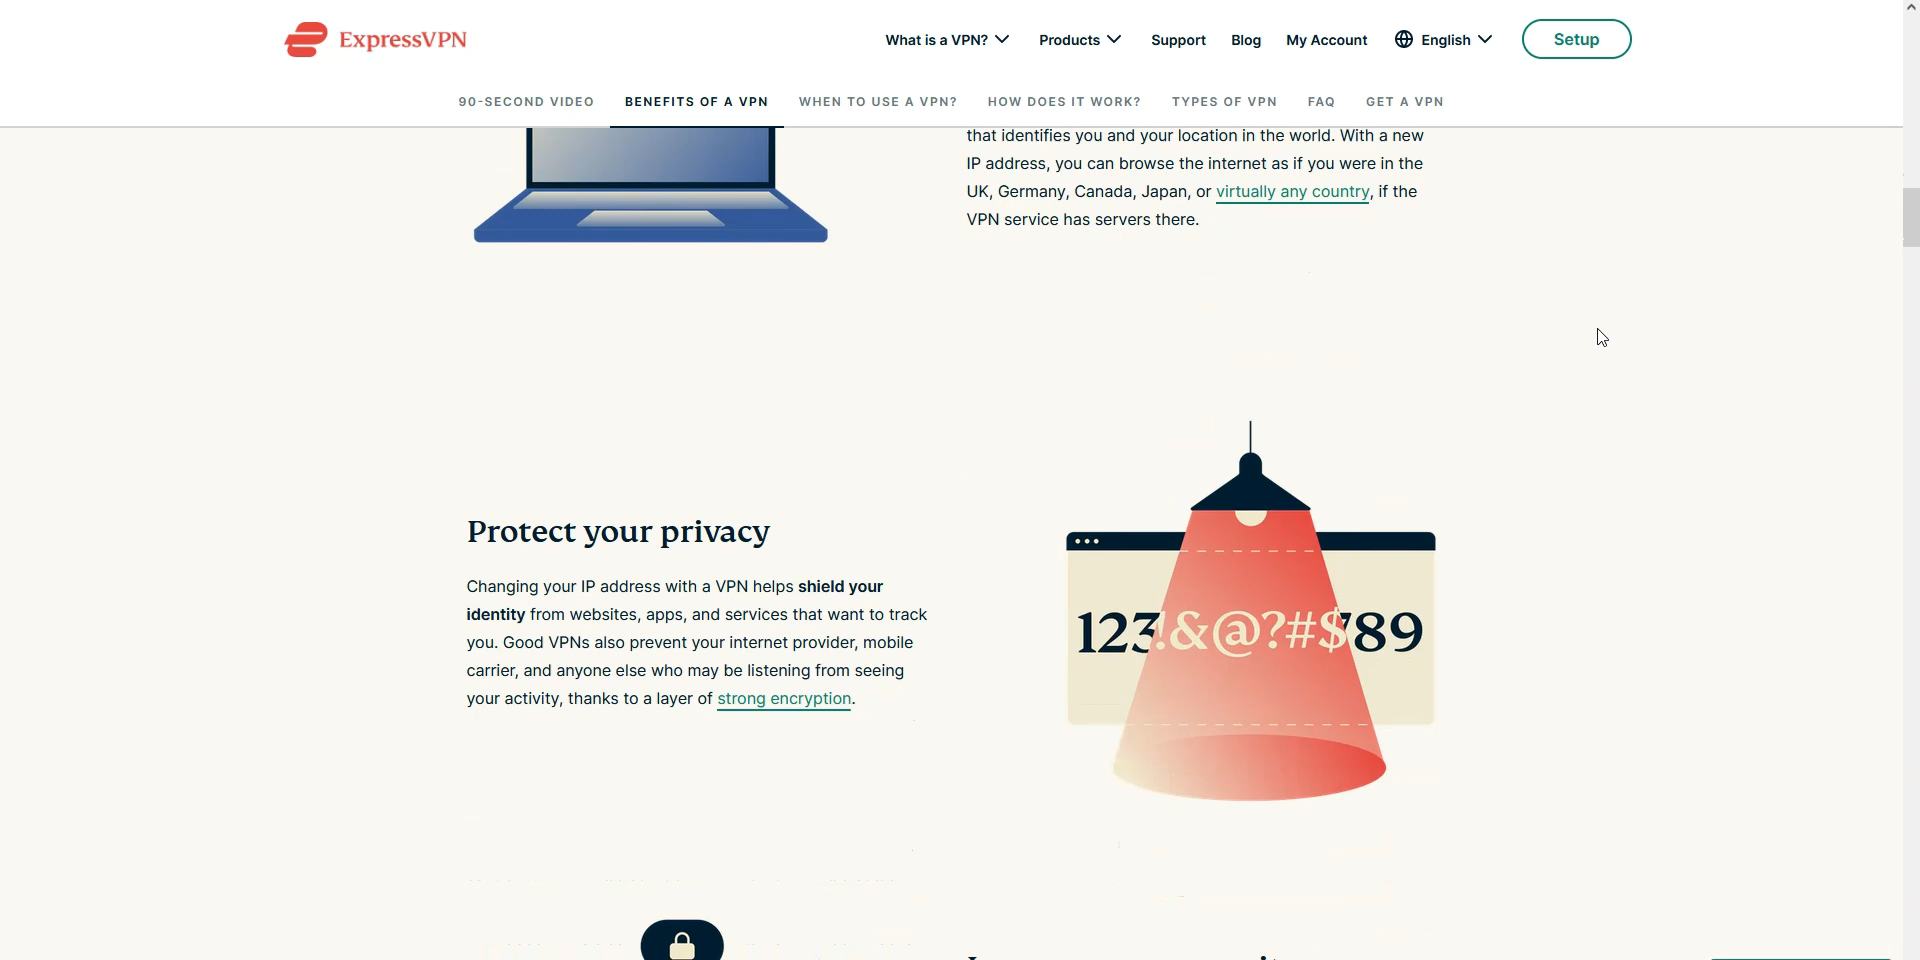 ExpressVPN
What is a VPN?
Products
Support
Blog
My Account
English
Setup
90-SECOND VIDEO
BENEFITS OF A VPN
WHEN TO USE A VPN?
HOW DOES IT WORK?
TYPES OF VPN
FAQ
GET A VPN
that identifies you and your location in the world. With a new
IP address, you can browse the internet as if you were in the
UK, Germany, Canada, Japan, or virtually any country, if the
VPN service has servers there.
Protect your privacy
Changing your IP address with a VPN helps shield your
identity from websites, apps, and services that want to track
you. Good VPNs also prevent your internet provider, mobile
carrier, and anyone else who may be listening from seeing
your activity, thanks to a layer of strong encryption.
123!&@?#$789